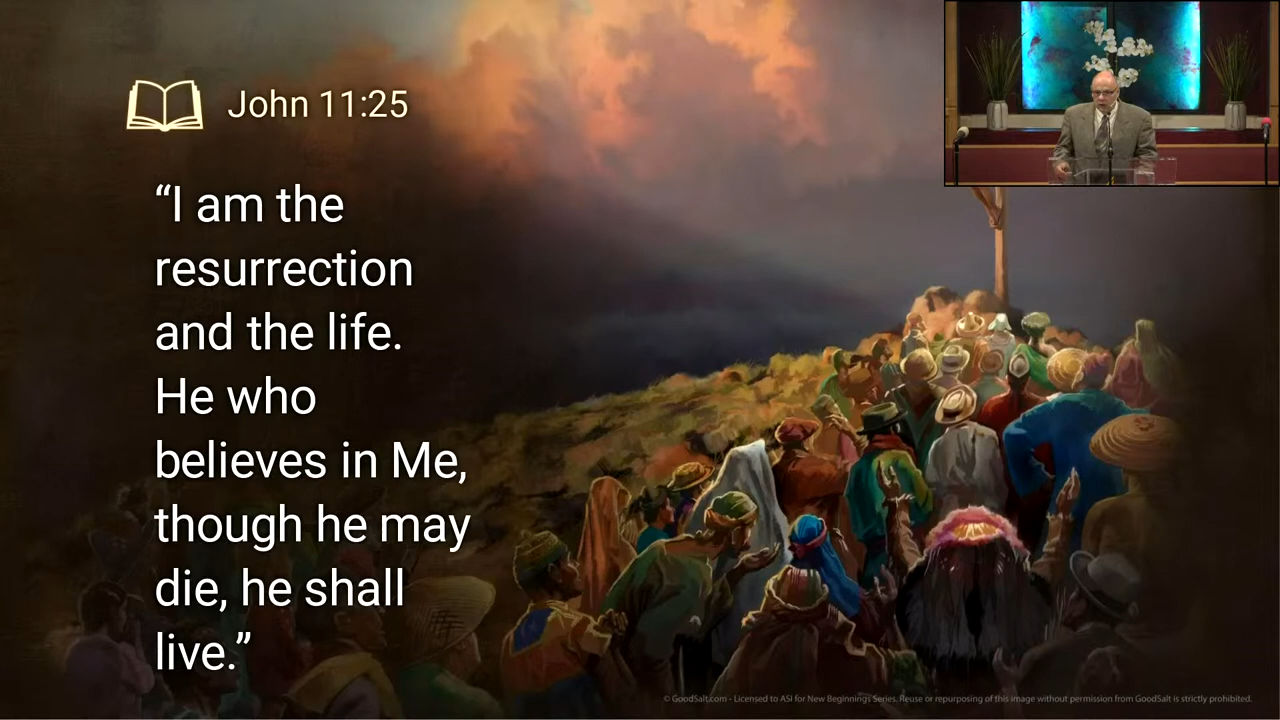 John 11:25
“I am the
resurrection
and the life.
He who
believes in Me,
though he may
die, he shall
live.”
© GoodSalt.com - Licensed to ASI for New Beginnings Series. Reuse or repurposing of this image without permission from GoodSalt is strictly prohibited.